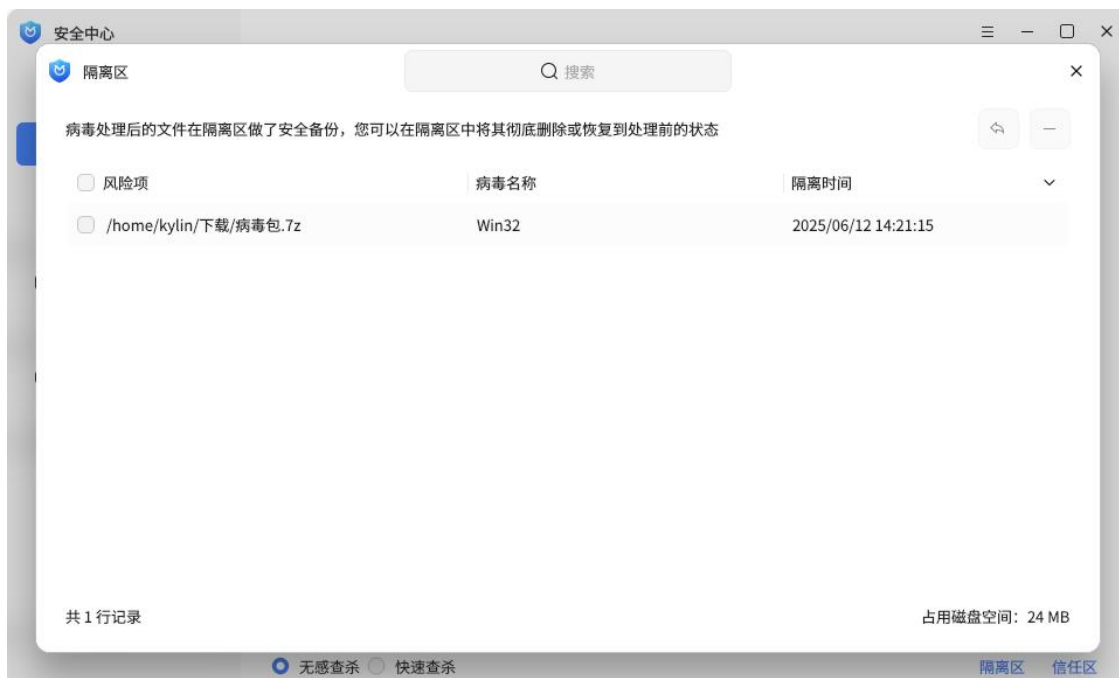 安全中心
隔离区
搜索
病毒处理后的文件在隔离区做了安全备份，您可以在隔离区中将其彻底删除或恢复到处理前的状态
风险项 病毒名称 隔离时间
/home/kylin/下载/病毒包.7z Win32 2025/06/12 14:21:15
共 1 行记录 占用磁盘空间：24 MB
无感查杀 快速查杀 隔离区 信任区